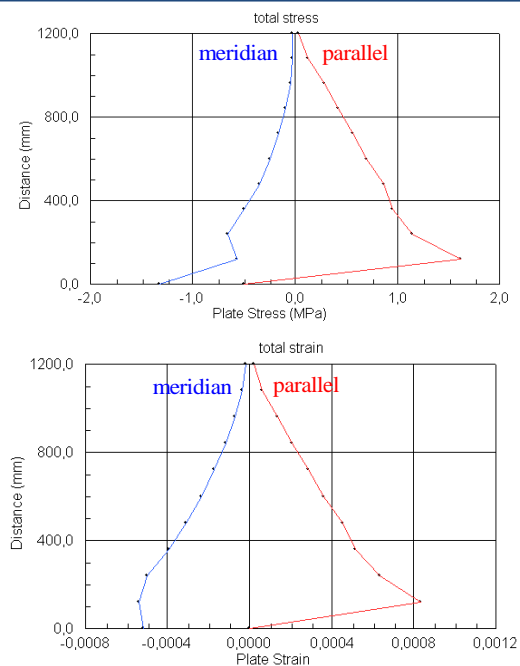 total stress
1200,0
meridian
parallel
800,0
Distance (mm)
400,0
0,0
-2,0
-1,0
0,0
1,0
2,0
Plate Stress (MPa)
total strain
1200,0
meridian
parallel
800,0
Distance (mm)
400,0
0,0
-0,0008
-0,0004
0,0000
0,0004
0,0008
0,0012
Plate Strain